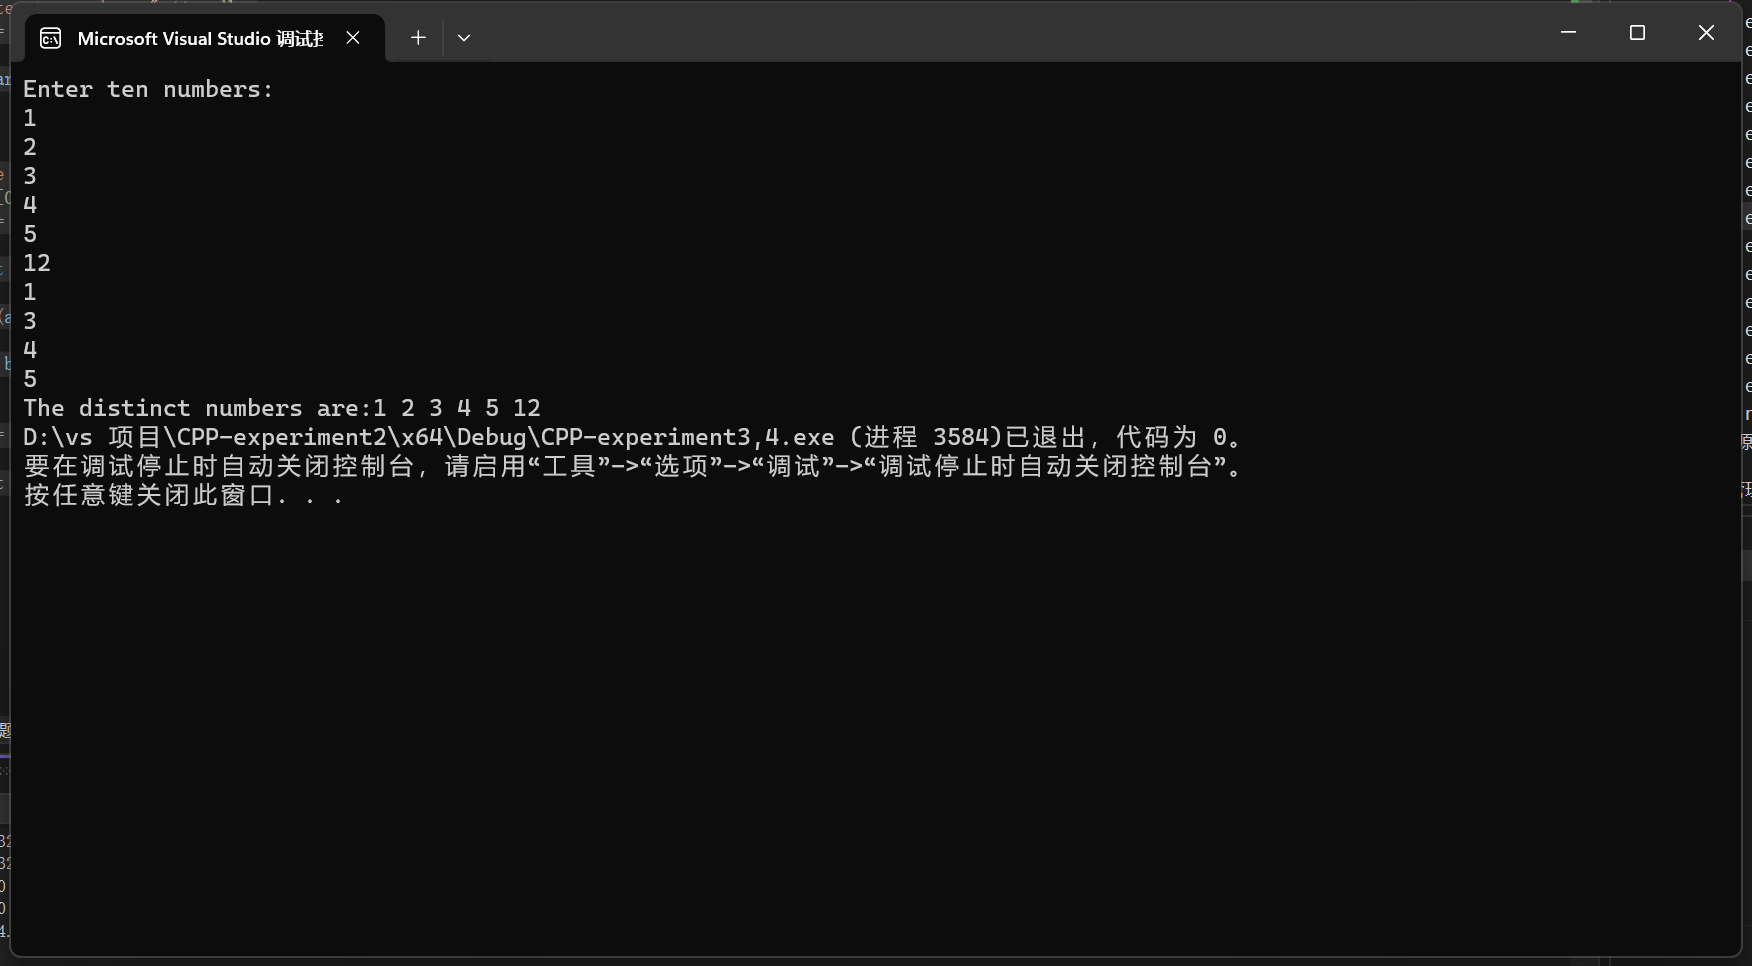 Microsoft Visual Studio 调试
Enter ten numbers:
1
2
3
4
5
12
1
3
4
5
The distinct numbers are:1 2 3 4 5 12
D:\vs 项目\CPP-experiment2\x64\Debug\CPP-experiment3,4.exe (进程 3584)已退出，代码为 0。
要在调试停止时自动关闭控制台，请启用“工具”->“选项”->“调试”->“调试停止时自动关闭控制台”。
按任意键关闭此窗口. . .